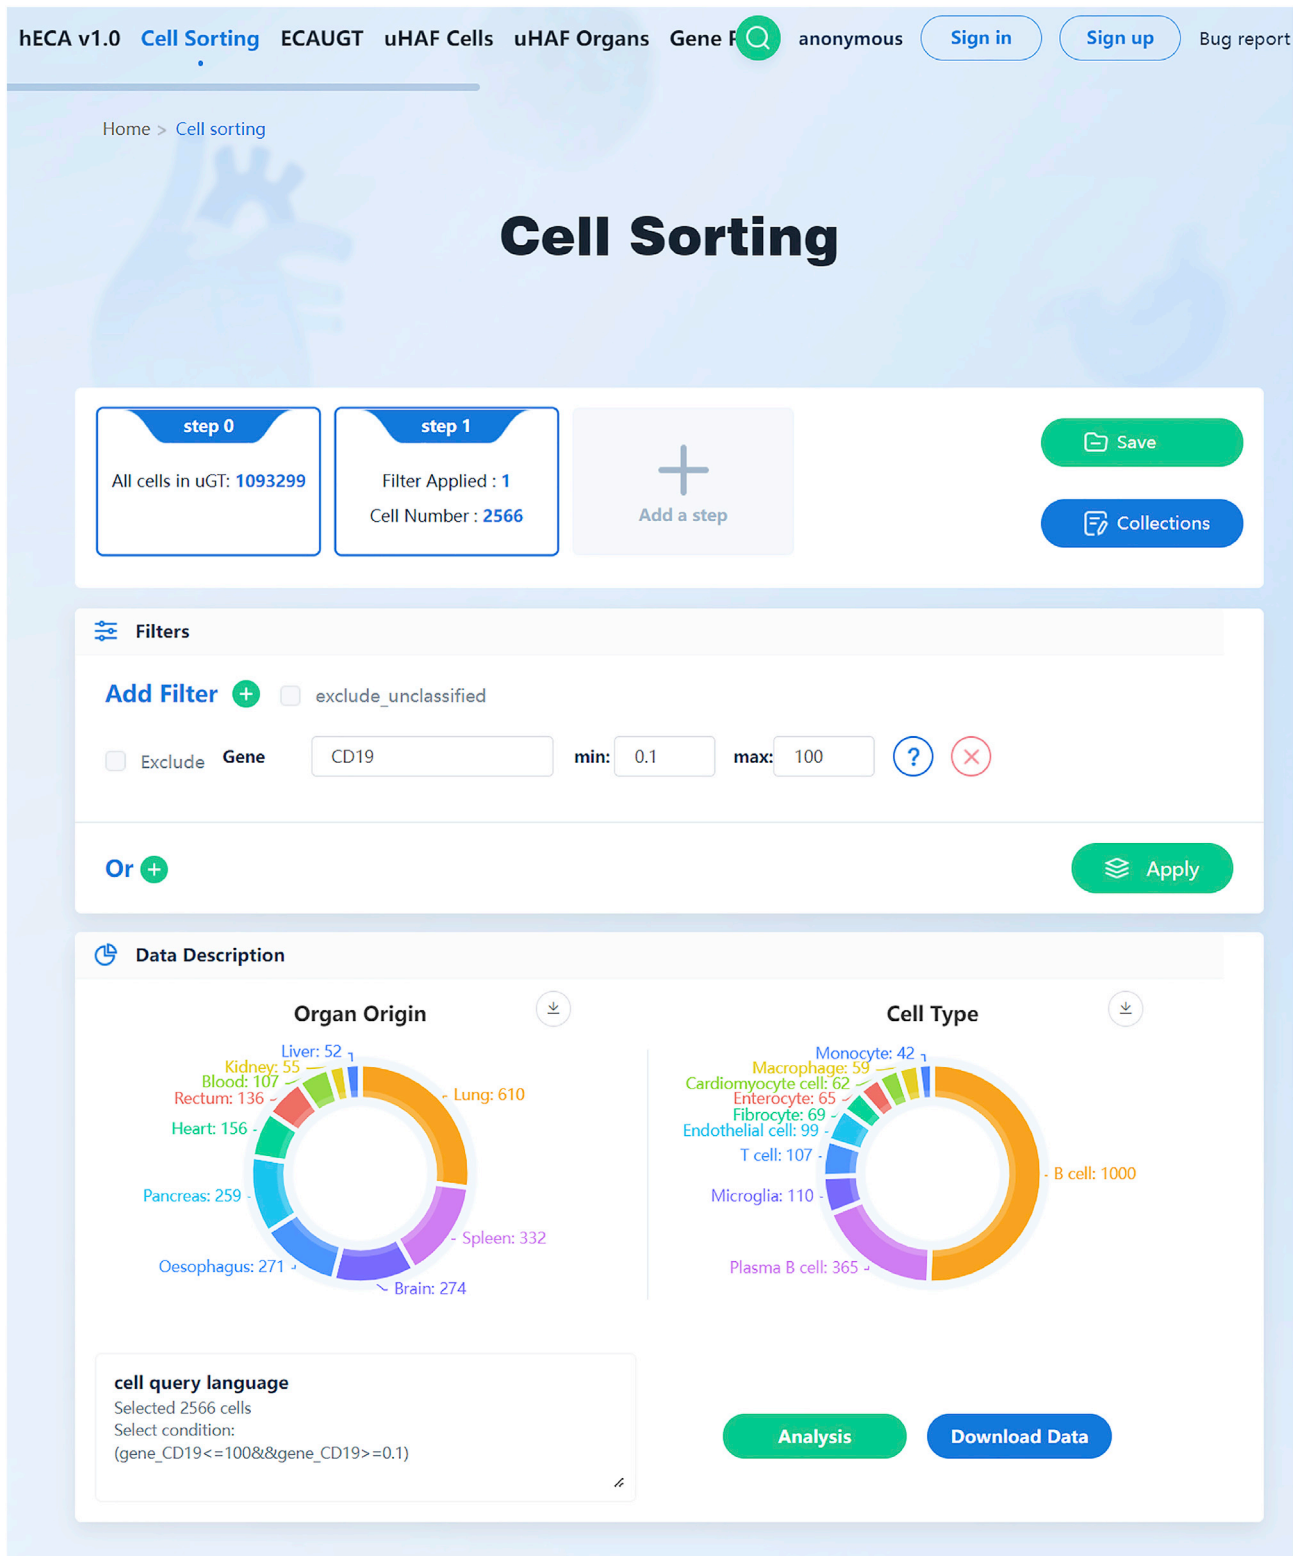 hECA v1.0 Cell Sorting ECAUGT uHAF Cells uHAF Organs Gene anonymous Sign in Sign up Bug report
Home > Cell sorting
Cell Sorting
step 0
All cells in uGT: 1093299
step 1
Filter Applied : 1
Cell Number : 2566
Add a step
Save
Collections
Filters
Add Filter exclude_unclassified
Exclude Gene CD19 min: 0.1 max: 100 ?
Or
Apply
Data Description
Organ Origin
Liver: 52
Kidney: 55
Blood: 107
Rectum: 136
Heart: 156
Pancreas: 259
Oesophagus: 271
Lung: 610
Spleen: 332
Brain: 274
Cell Type
Monocyte: 42
Macrophage: 59
Cardiomyocyte cell: 62
Enterocyte: 65
Fibrocyte: 69
Endothelial cell: 99
T cell: 107
Microglia: 110
Plasma B cell: 365
B cell: 1000
cell query language
Selected 2566 cells
Select condition:
(gene_CD19<=100&&gene_CD19>=0.1)
Analysis
Download Data